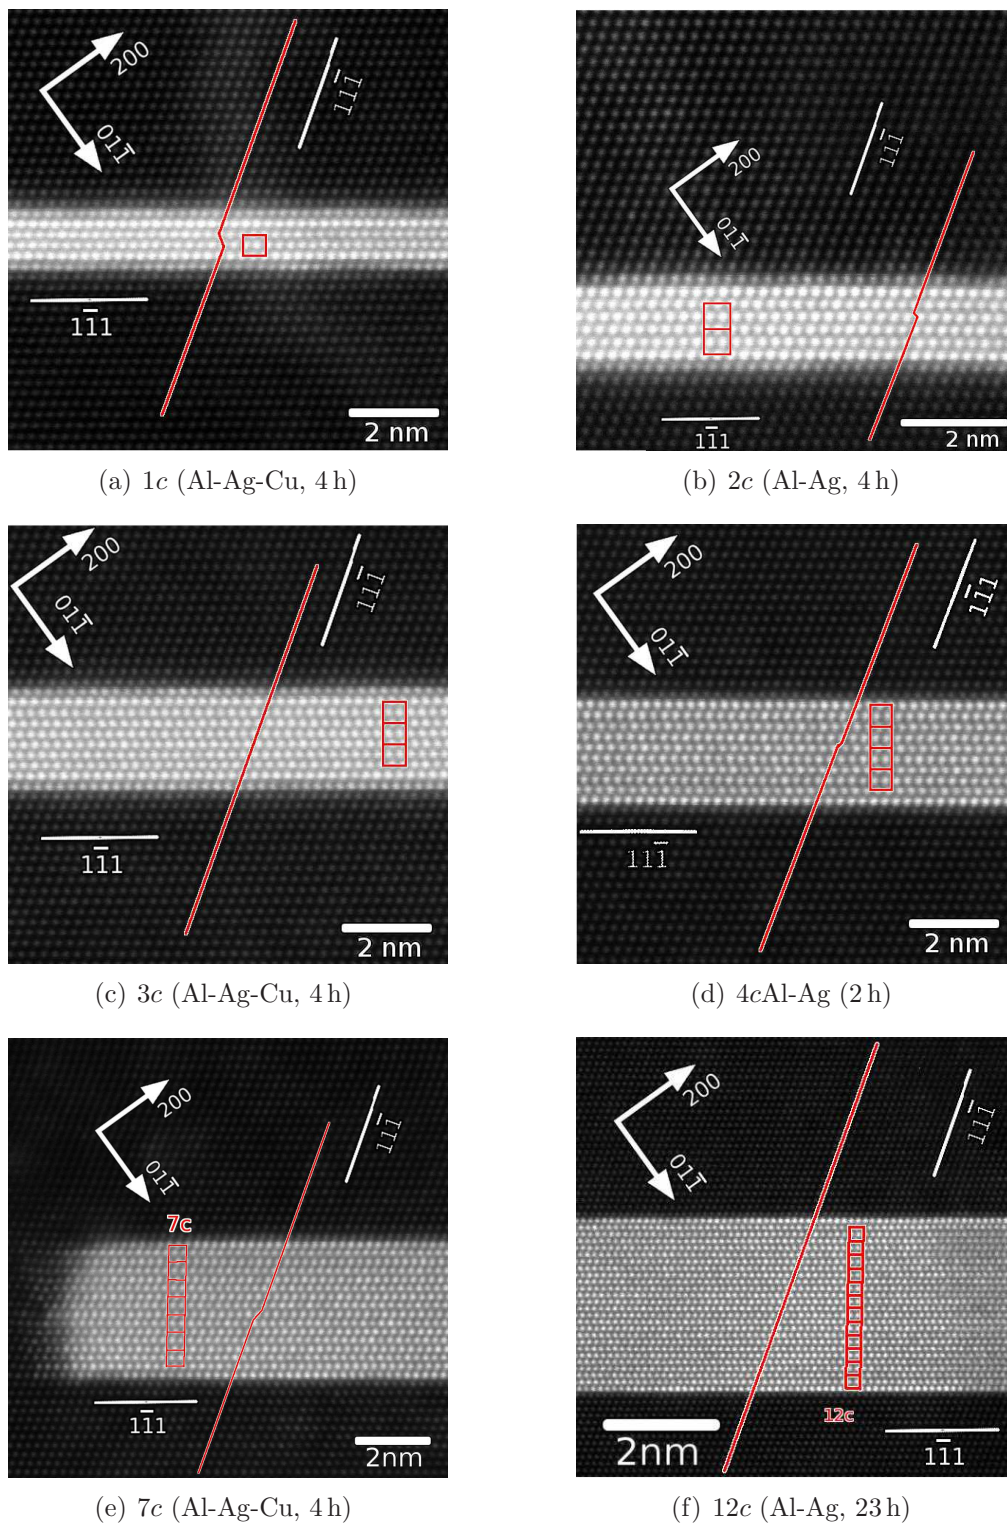 200
011̅
11̅1
1̅11
2 nm
(a) 1c (Al-Ag-Cu, 4 h)
200
011̅
11̅1
1̅11
2 nm
(b) 2c (Al-Ag, 4 h)
200
011̅
11̅1
11̅1
2 nm
(c) 3c (Al-Ag-Cu, 4 h)
200
011̅
11̅1
111̅
2 nm
(d) 4cAl-Ag (2 h)
200
011̅
11̅1
7c
11̅1
2nm
(e) 7c (Al-Ag-Cu, 4 h)
200
011̅
11̅1
12c
2nm
11̅1
(f) 12c (Al-Ag, 23 h)